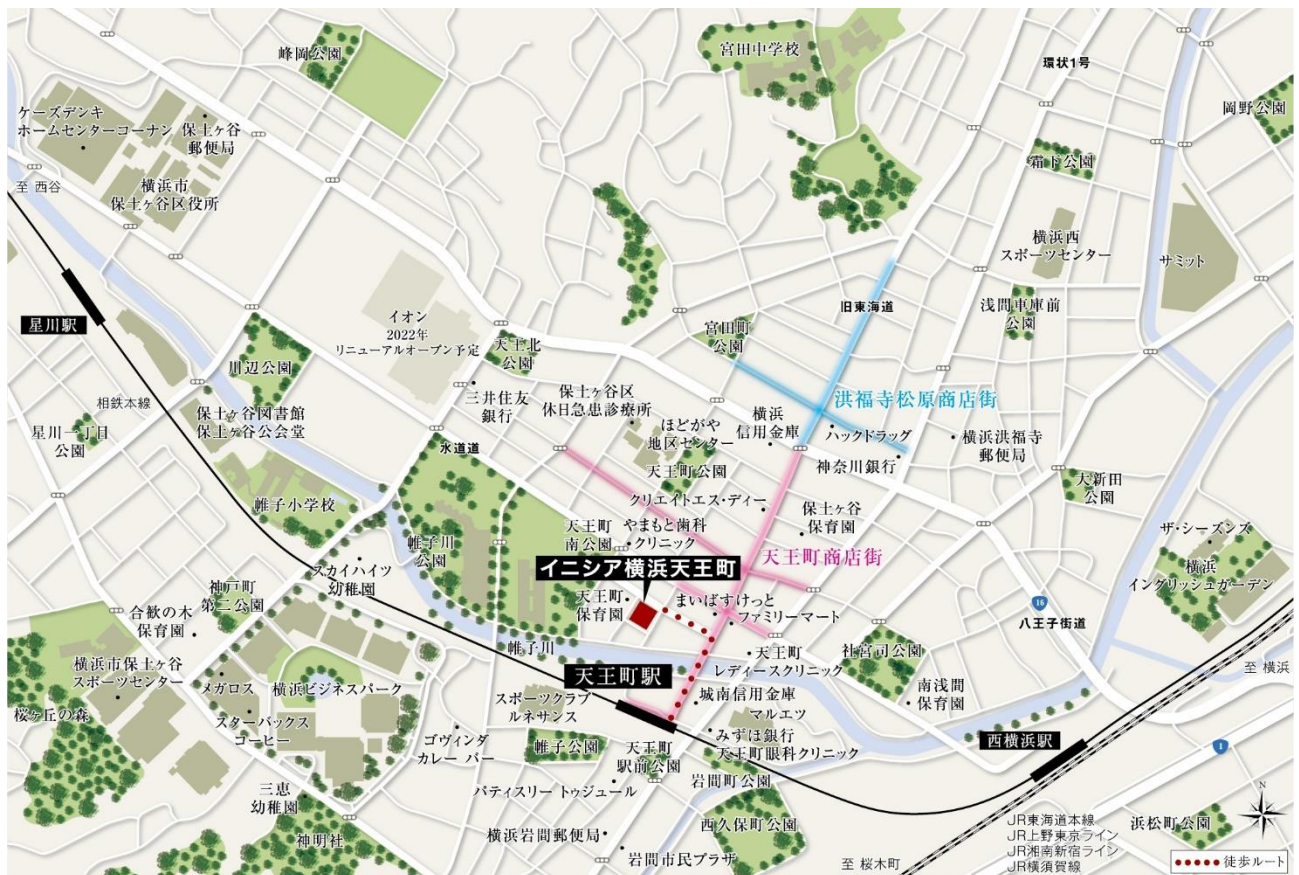 峰岡公園
宮田中学校
環状1号
岡野公園
ケーズデンキ
ホームセンターコーナン
保土ヶ谷
郵便局
霜下公園
至 西谷
横浜市
保土ヶ谷区役所
横浜西
スポーツセンター
サミット
星川駅
イオン
2022年
リニューアルオープン予定
旧東海道
浅間車庫前
公園
宮田町
公園
天王北
公園
川辺公園
三井住友
銀行
保土ヶ谷区
休日急患診療所
洪福寺松原商店街
相鉄本線
保土ヶ谷図書館
保土ヶ谷公会堂
ほどがや
地区センター
横浜
信用金庫
ハックドラッグ
横浜洪福寺
郵便局
星川一丁目
公園
水道道
天王町公園
神奈川銀行
大新田
公園
帷子小学校
クリエイトエス・ディー
保土ヶ谷
保育園
帷子川
公園
天王町
南公園
やまもと歯科
クリニック
天王町商店街
ザ・シーズンズ
横浜
イングリッシュガーデン
スカイハイツ
幼稚園
イニシア横浜天王町
神戸町
第二公園
天王町
保育園
まいばすけっと
ファミリーマート
16
八王子街道
合歓の木
保育園
帷子川
社宮司公園
横浜市保土ヶ谷
スポーツセンター
天王町
レディースクリニック
至 横浜
メガロス
横浜ビジネスパーク
天王町駅
城南信用金庫
南浅間
保育園
桜ヶ丘の森
スターバックス
コーヒー
スポーツクラブ
ルネサンス
マルエツ
みずほ銀行
西横浜駅
1
ゴヴィンダ
カレー バー
帷子公園
天王町
駅前公園
天王町眼科クリニック
三恵
幼稚園
パティスリー トゥジュール
岩間町公園
N
神明社
横浜岩間郵便局
西久保町公園
JR東海道本線
JR上野東京ライン
JR湘南新宿ライン
JR横須賀線
浜松町公園
岩間市民プラザ
至 桜木町
徒歩ルート